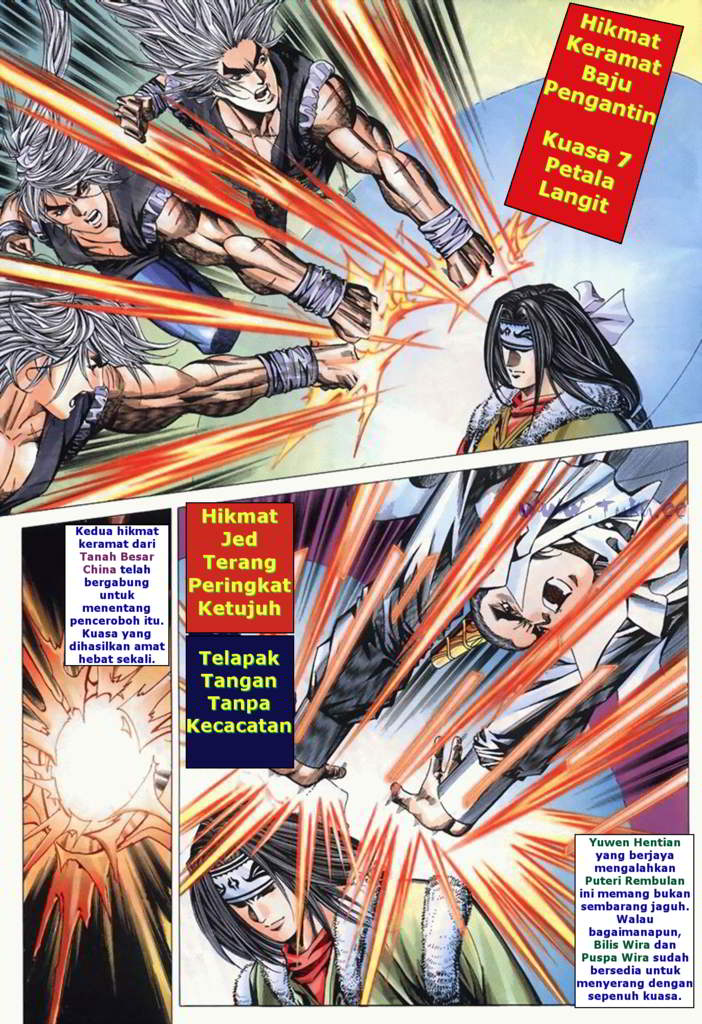 Hikmat
Keramat
Baju
Pengantin
Kuasa 7
Petala
Langit
Kedua hikmat
keramat dari
Tanah Besar
China telah
bergabung
untuk
menentang
penceroboh itu.
Kuasa yang
dihasilkan amat
hebat sekali.
Hikmat
Jed
Terang
Peringkat
Ketujuh
Telapak
Tangan
Tanpa
Kecacatan
Yuwen Hentian
yang berjaya
mengalahkan
Puteri Rembulan
ini memang bukan
sembarang jaguh.
Walau
bagaimanapun,
Bilis Wira dan
Puspa Wira sudah
bersedia untuk
menyerang dengan
sepenuh kuasa.